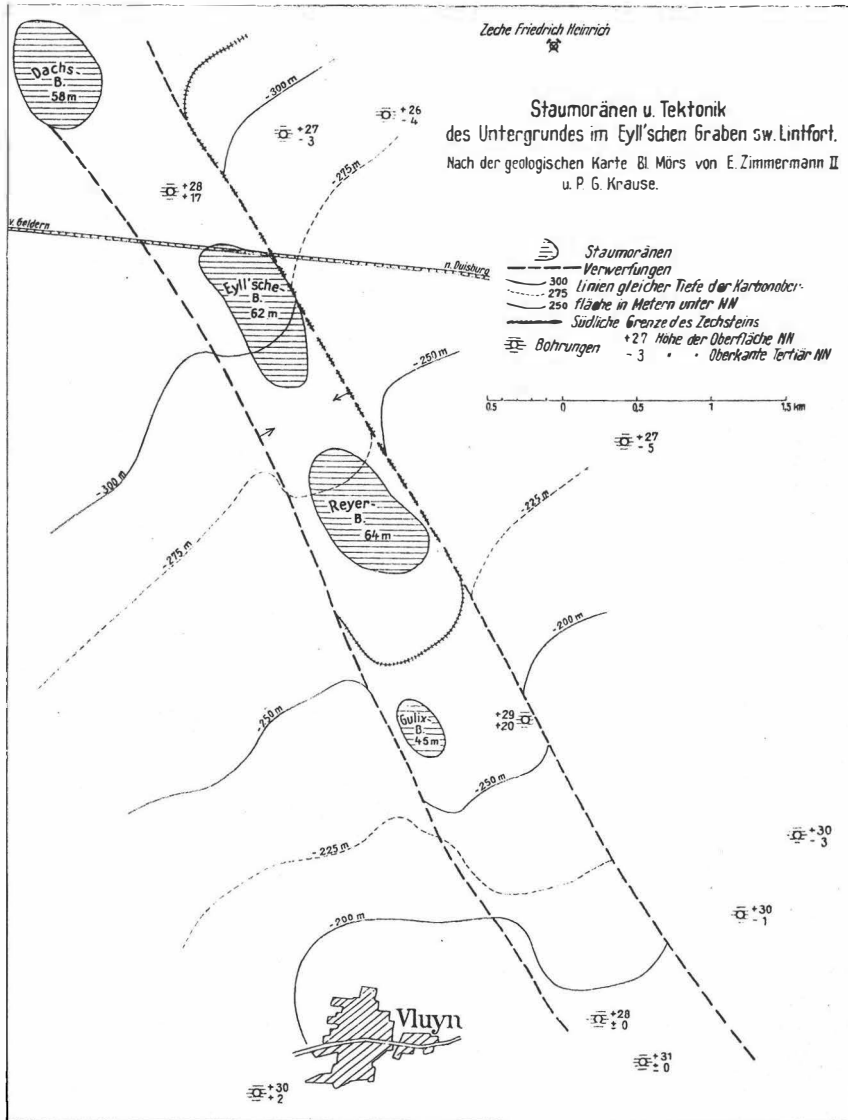 Zeche Friedrich Heinrich
Staumoränen u. Tektonik
des Untergrundes im Eyll'schen Graben sw. Lintfort.
Nach der geologischen Karte Bl. Mörs von E. Zimmermann II
u. P. G. Krause.
Staumoränen
Verwerfungen
300 Linien gleicher Tiefe der Karbonober-
275
250 fläche in Metern unter NN
Südliche Grenze des Zechsteins
Bohrungen +27 Höhe der Oberfläche NN
- 3 " " Oberkante Tertiär NN
0.5 0 0.5 1 1.5 km
Dachs-
B.
58 m
-300 m
+26
- 4
+27
- 3
-275 m
+28
+17
v. Geldern
n. Duisburg
Eyll'sche-
B.
62 m
-250 m
+27
- 5
-300 m
Reyer-
B.
64 m
-225 m
-275 m
-200 m
-250 m
Gulix-
B.
45 m
+29
+20
-250 m
+30
- 3
-225 m
+30
- 1
-200 m
Vluyn
+28
± 0
+31
± 0
+30
+ 2